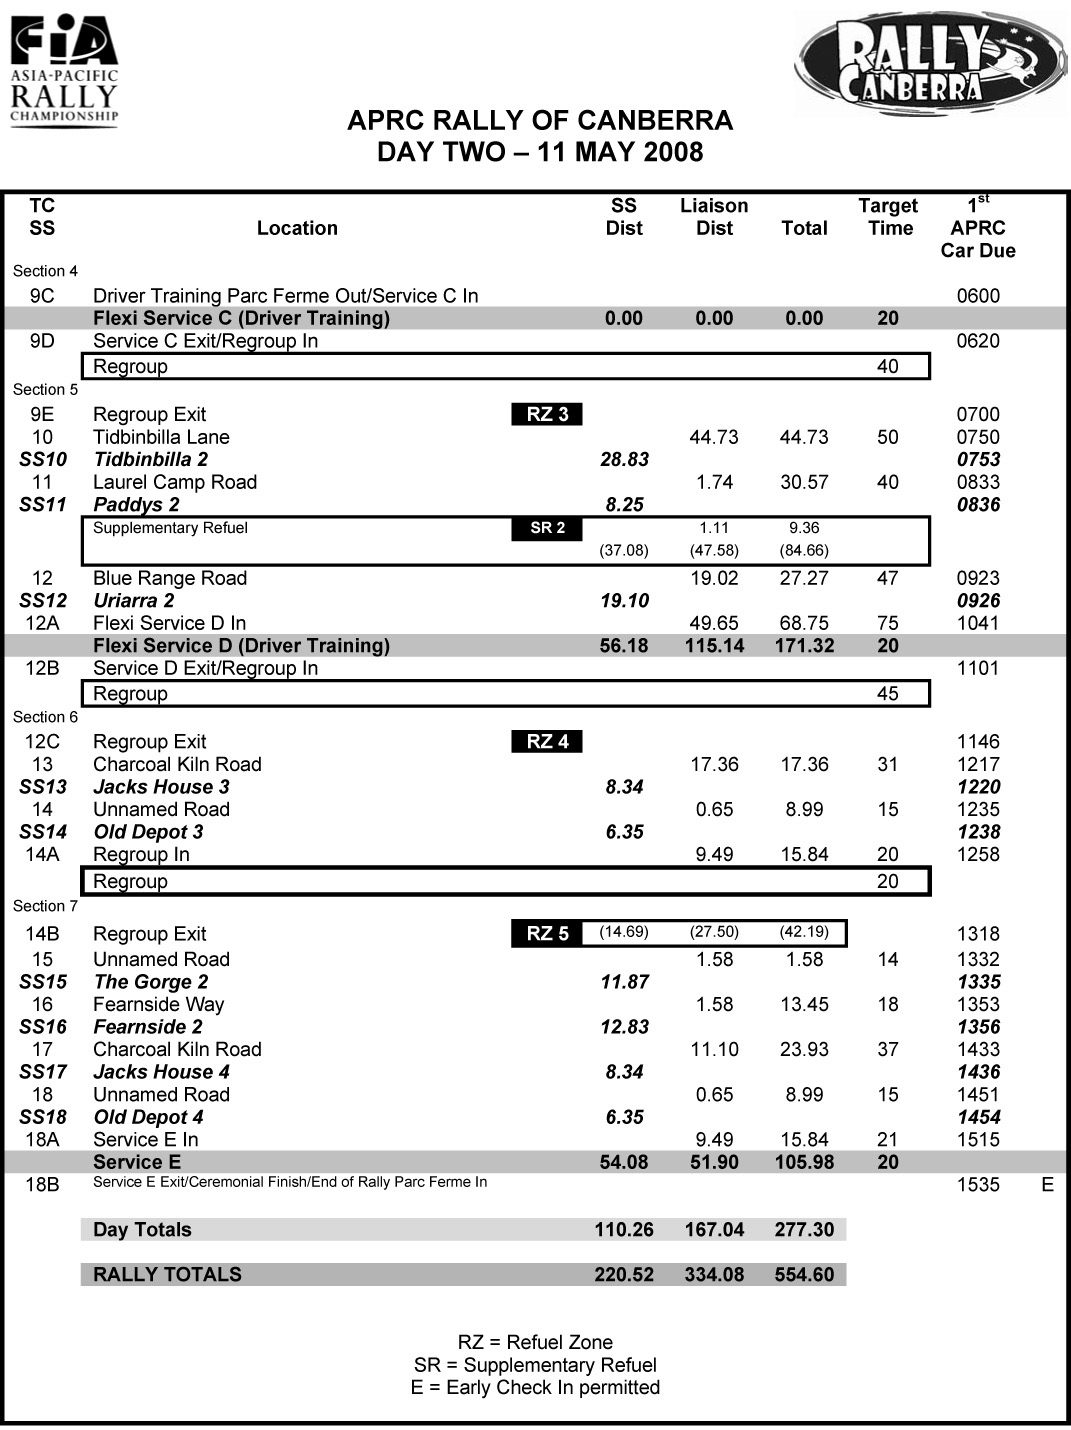 FIA
ASIA-PACIFIC
RALLY
CHAMPIONSHIP
RALLY
CANBERRA
APRC RALLY OF CANBERRA
DAY TWO – 11 MAY 2008
TC SS Liaison Target 1st
SS Location Dist Dist Total Time APRC
Car Due
Section 4
9C Driver Training Parc Ferme Out/Service C In 0600
Flexi Service C (Driver Training) 0.00 0.00 0.00 20
9D Service C Exit/Regroup In 0620
Regroup 40
Section 5
9E Regroup Exit RZ 3 0700
10 Tidbinbilla Lane 44.73 44.73 50 0750
SS10 Tidbinbilla 2 28.83 0753
11 Laurel Camp Road 1.74 30.57 40 0833
SS11 Paddys 2 8.25 0836
Supplementary Refuel SR 2 1.11 9.36
(37.08) (47.58) (84.66)
12 Blue Range Road 19.02 27.27 47 0923
SS12 Uriarra 2 19.10 0926
12A Flexi Service D In 49.65 68.75 75 1041
Flexi Service D (Driver Training) 56.18 115.14 171.32 20
12B Service D Exit/Regroup In 1101
Regroup 45
Section 6
12C Regroup Exit RZ 4 1146
13 Charcoal Kiln Road 17.36 17.36 31 1217
SS13 Jacks House 3 8.34 1220
14 Unnamed Road 0.65 8.99 15 1235
SS14 Old Depot 3 6.35 1238
14A Regroup In 9.49 15.84 20 1258
Regroup 20
Section 7
14B Regroup Exit RZ 5 (14.69) (27.50) (42.19) 1318
15 Unnamed Road 1.58 1.58 14 1332
SS15 The Gorge 2 11.87 1335
16 Fearnside Way 1.58 13.45 18 1353
SS16 Fearnside 2 12.83 1356
17 Charcoal Kiln Road 11.10 23.93 37 1433
SS17 Jacks House 4 8.34 1436
18 Unnamed Road 0.65 8.99 15 1451
SS18 Old Depot 4 6.35 1454
18A Service E In 9.49 15.84 21 1515
Service E 54.08 51.90 105.98 20
18B Service E Exit/Ceremonial Finish/End of Rally Parc Ferme In 1535 E
Day Totals 110.26 167.04 277.30
RALLY TOTALS 220.52 334.08 554.60
RZ = Refuel Zone
SR = Supplementary Refuel
E = Early Check In permitted